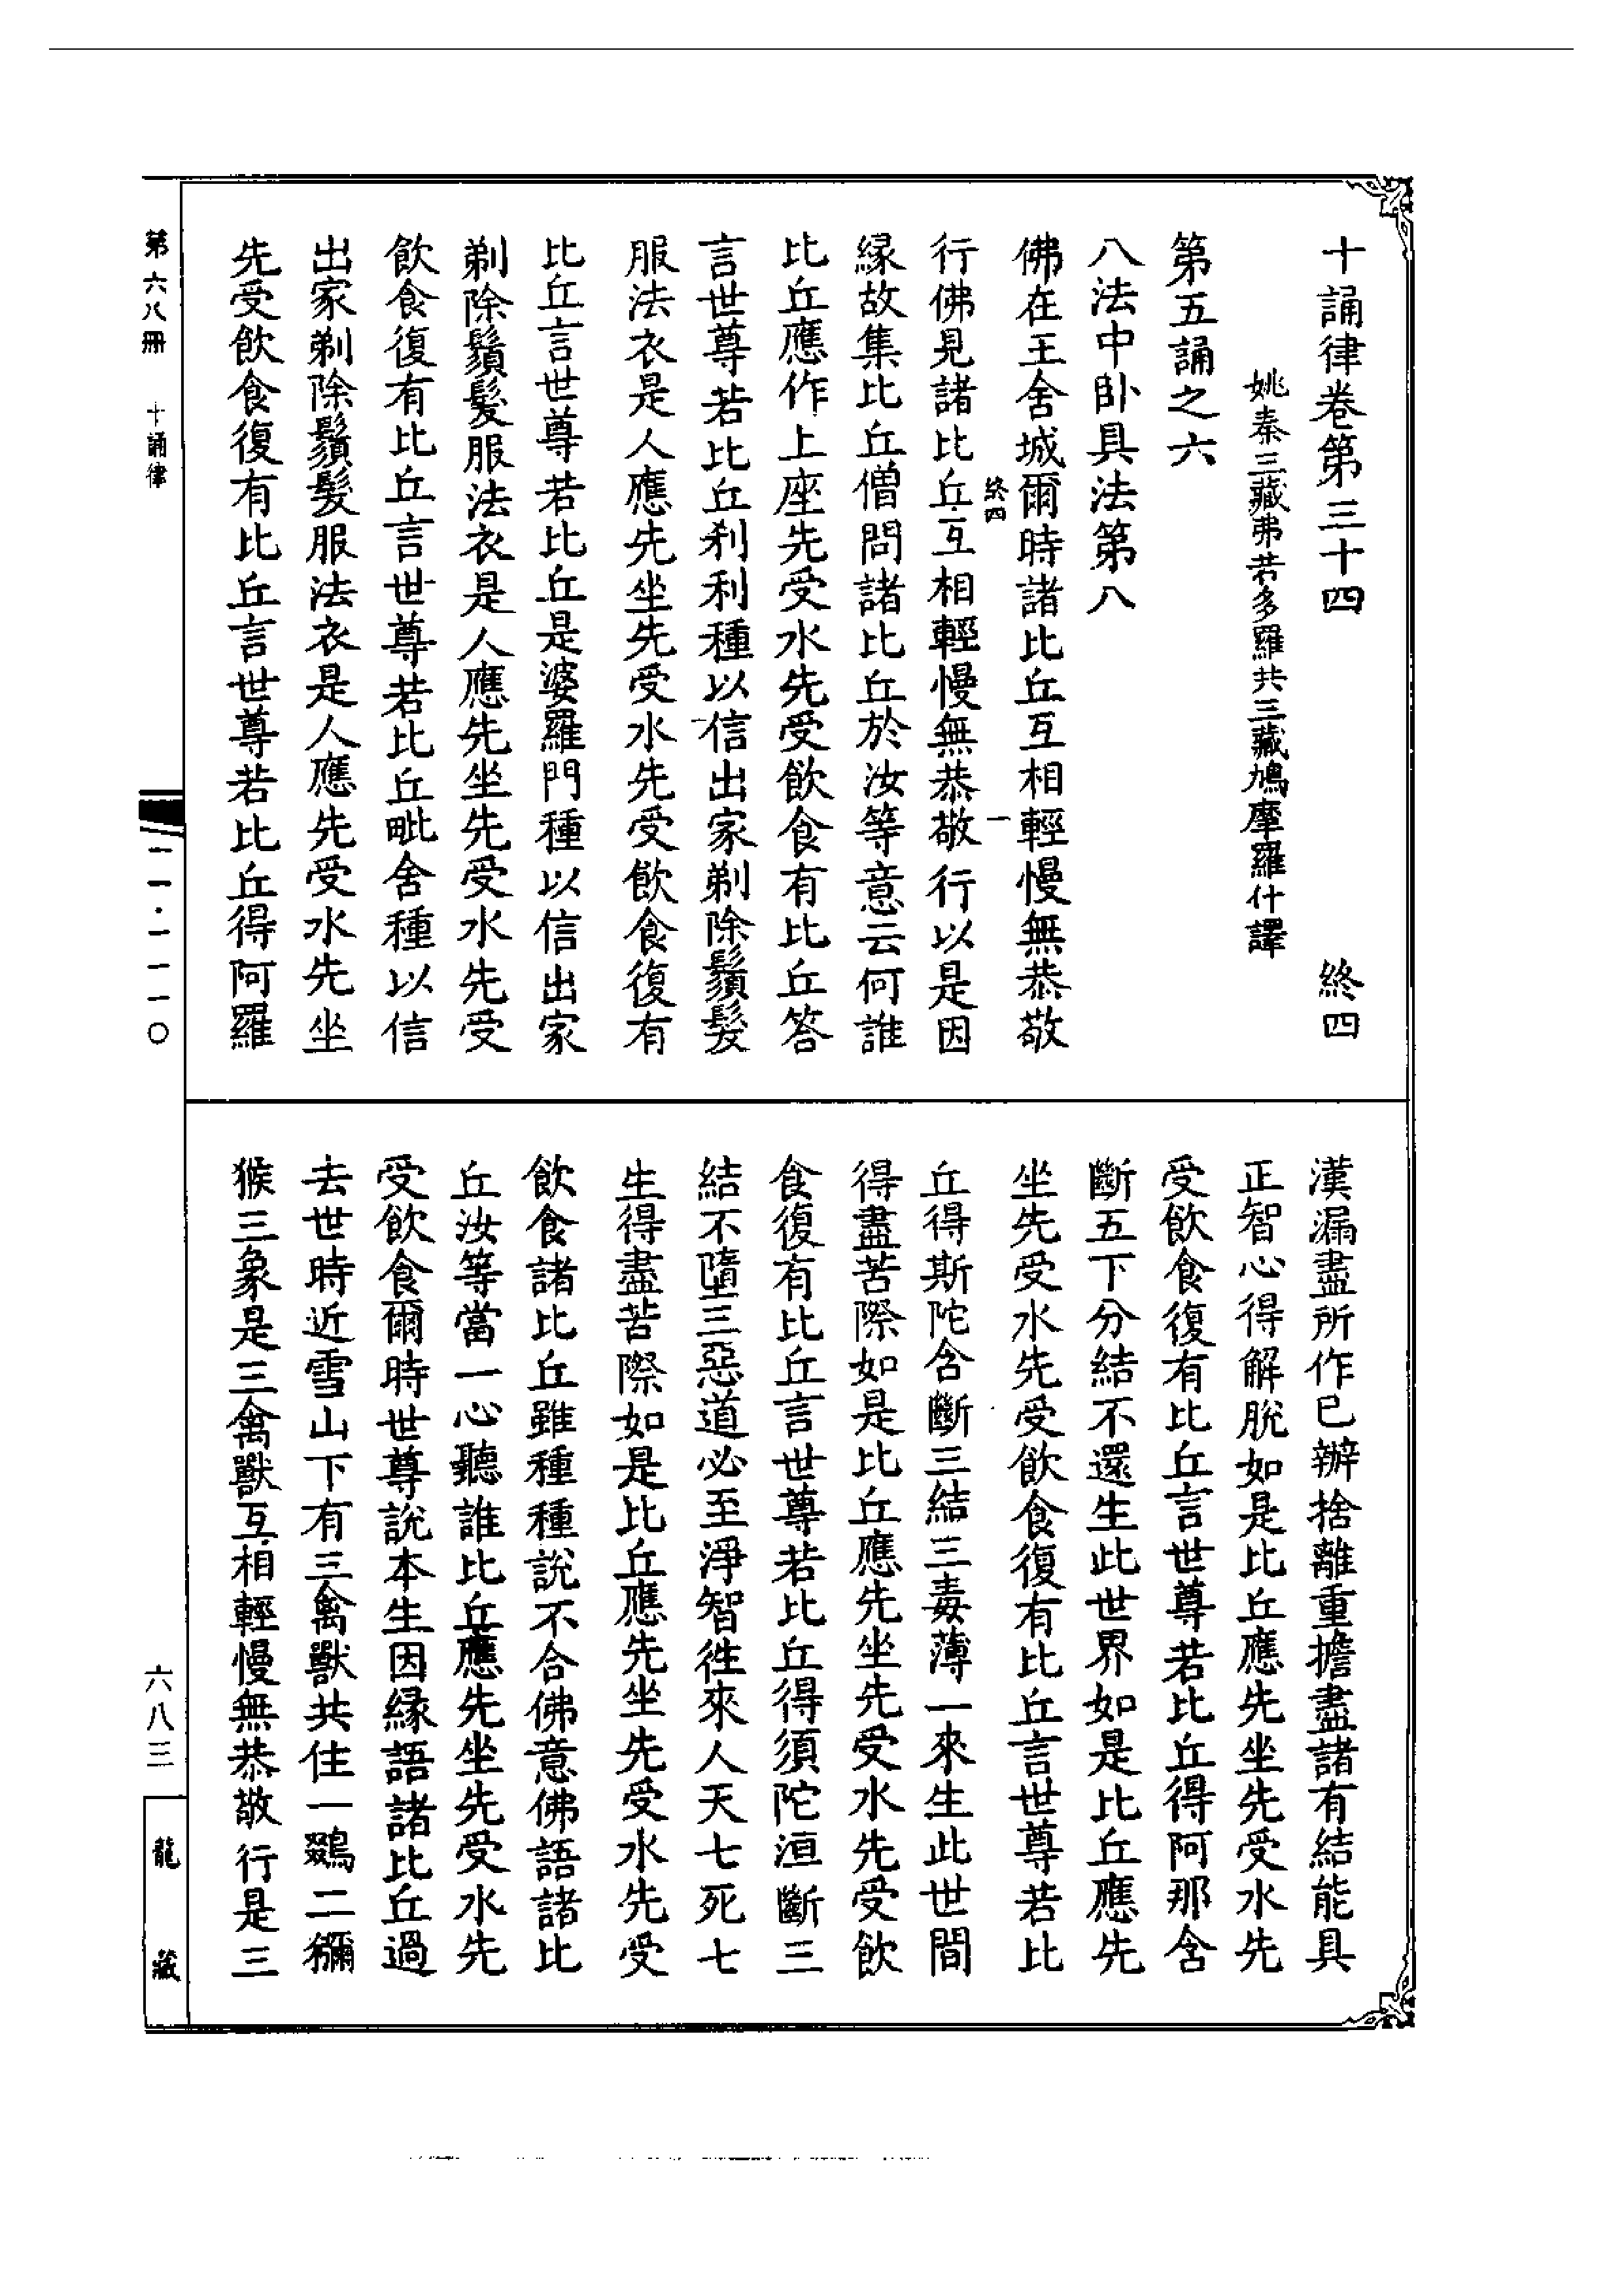 十誦律卷第三十四　終四
姚秦三藏弗若多羅共三藏鳩摩羅什譯
第五誦之六
八法中卧具法第八
佛在王舍城爾時諸比丘互相輕慢無恭敬
終四　一
行佛見諸比丘互相輕慢無恭敬行以是因
緣故集比丘僧問諸比丘於汝等意云何誰
比丘應作上座先受水先受飲食有比丘答
言世尊若比丘刹利種以信出家剃除鬚髮
服法衣是人應先坐先受水先受飲食復有
比丘言世尊若比丘是婆羅門種以信出家
剃除鬚髮服法衣是人應先坐先受水先受
飲食復有比丘言世尊若比丘毗舍種以信
出家剃除鬚髮服法衣是人應先受水先坐
先受飲食復有比丘言世尊若比丘得阿羅
漢漏盡所作已辦捨離重擔盡諸有結能具
正智心得解脫如是比丘應先坐先受水先
受飲食復有比丘言世尊若比丘得阿那含
斷五下分結不還生此世界如是比丘應先
坐先受水先受飲食復有比丘言世尊若比
丘得斯陀含斷三結三毒薄一來生此世間
得盡苦際如是比丘應先坐先受水先受飲
食復有比丘言世尊若比丘得須陀洹斷三
結不墮三惡道必至淨智徃來人天七死七
生得盡苦際如是比丘應先坐先受水先受
飲食諸比丘雖種種說不合佛意佛語諸比
丘汝等當一心聽誰比丘應先坐先受水先
受飲食爾時世尊說本生因緣語諸比丘過
去世時近雪山下有三禽獸共住一鵽二獼
猴三象是三禽獸互相輕慢無恭敬行是三
第六八冊　十誦律
一一·一一一〇
六八三
龍藏